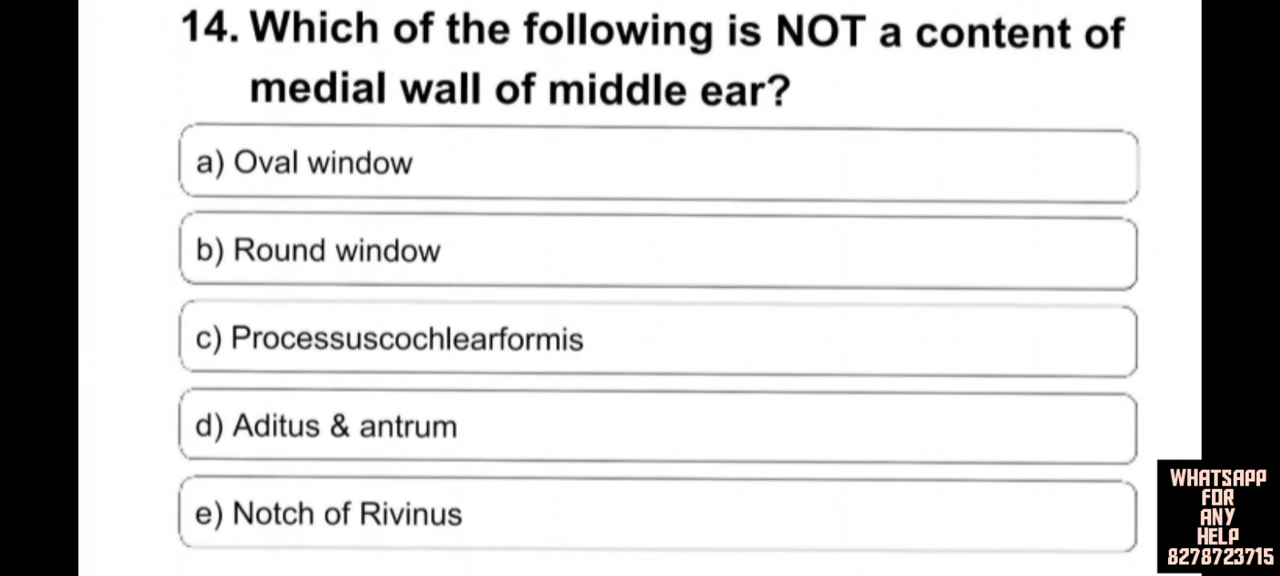 14. Which of the following is NOT a content of
medial wall of middle ear?
a) Oval window
b) Round window
c) Processuscochlearformis
d) Aditus & antrum
e) Notch of Rivinus
WHATSAPP
FOR
ANY
HELP
8278723715